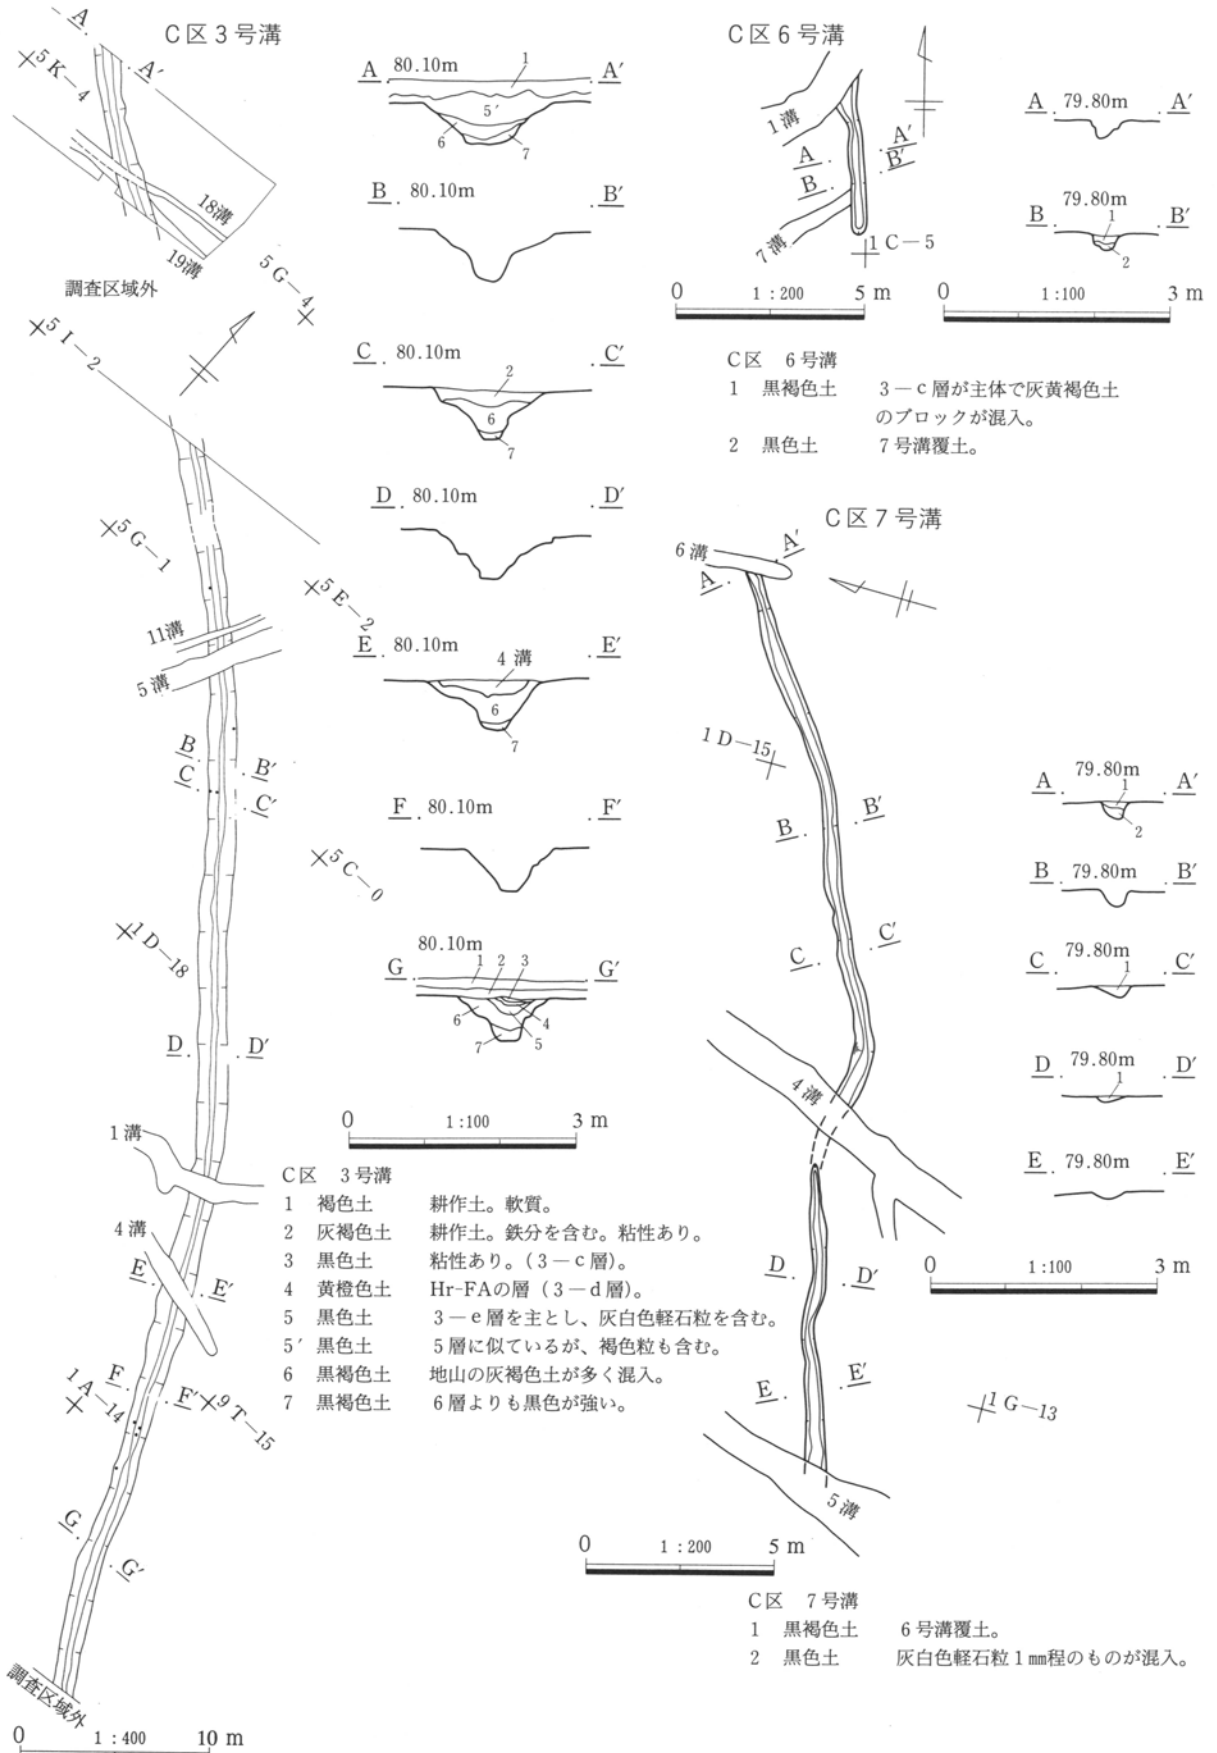 C区3号溝
A
A′
5K—4
18溝
19溝
調査区域外
5G—4
5I—2
5G—1
5E—2
11溝
5溝
B
B′
C
C′
5C—0
1D—18
D
D′
1溝
4溝
E
E′
F
F′
1A—14
9T—15
G
G′
調査区域外
0 1:400 10 m
A 80.10m 1 A′
5′
6 7
B 80.10m B′
C 80.10m 2 C′
6
7
D 80.10m D′
E 80.10m 4溝 E′
6
7
F 80.10m F′
80.10m
G 1 2 3 G′
6 4
7 5
0 1:100 3 m
C区 3号溝
1 褐色土 耕作土。軟質。
2 灰褐色土 耕作土。鉄分を含む。粘性あり。
3 黒色土 粘性あり。(3—c層)。
4 黄橙色土 Hr-FAの層(3—d層)。
5 黒色土 3—e層を主とし、灰白色軽石粒を含む。
5′ 黒色土 5層に似ているが、褐色粒も含む。
6 黒褐色土 地山の灰褐色土が多く混入。
7 黒褐色土 6層よりも黒色が強い。
C区6号溝
1溝
A A′
B B′
7溝
1C—5
0 1:200 5 m
A 79.80m A′
79.80m
B 1 B′
2
0 1:100 3 m
C区 6号溝
1 黒褐色土 3—c層が主体で灰黄褐色土
のブロックが混入。
2 黒色土 7号溝覆土。
C区7号溝
6溝
A
A′
1D—15
B
B′
C
C′
4溝
D
D′
E
E′
1G—13
5溝
0 1:200 5 m
79.80m
A 1 A′
2
B 79.80m B′
79.80m
C 1 C′
79.80m
D 1 D′
E 79.80m E′
0 1:100 3 m
C区 7号溝
1 黒褐色土 6号溝覆土。
2 黒色土 灰白色軽石粒1㎜程のものが混入。